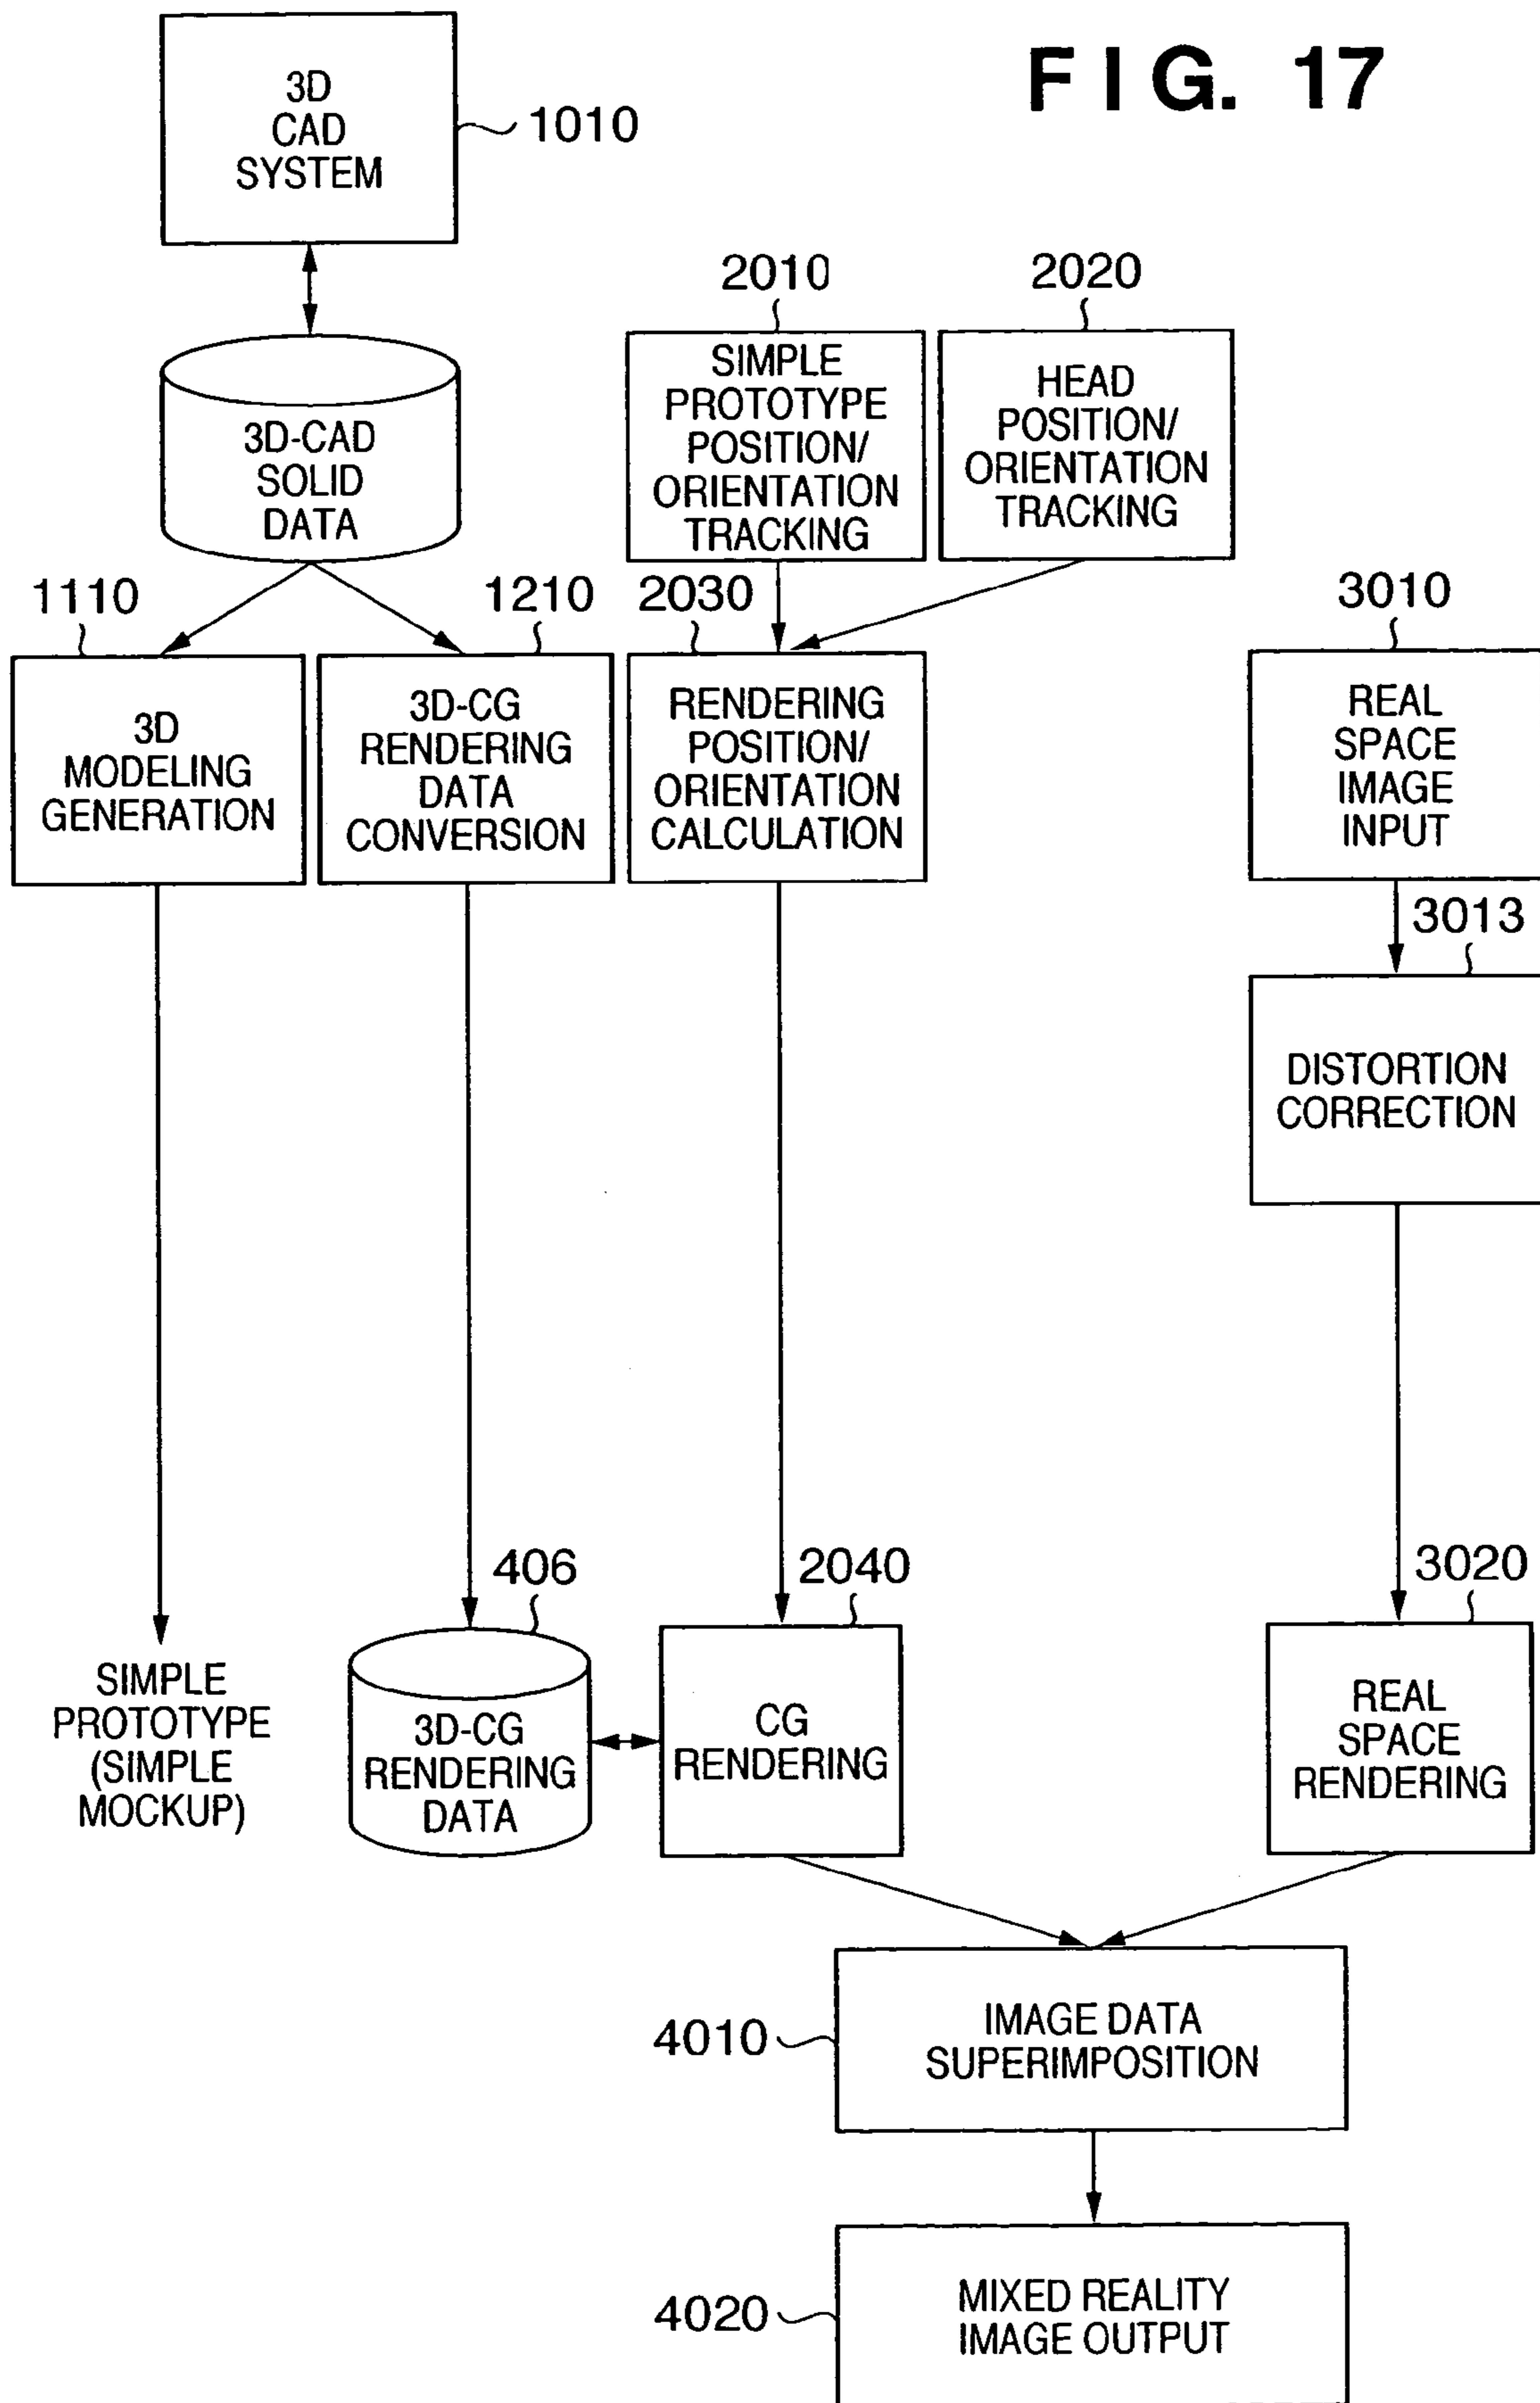 FIG. 17
3D
CAD
SYSTEM
1010
3D-CAD
SOLID
DATA
2010
SIMPLE
PROTOTYPE
POSITION/
ORIENTATION
TRACKING
2020
HEAD
POSITION/
ORIENTATION
TRACKING
1110
3D
MODELING
GENERATION
1210
3D-CG
RENDERING
DATA
CONVERSION
2030
RENDERING
POSITION/
ORIENTATION
CALCULATION
3010
REAL
SPACE
IMAGE
INPUT
3013
DISTORTION
CORRECTION
SIMPLE
PROTOTYPE
(SIMPLE
MOCKUP)
406
3D-CG
RENDERING
DATA
2040
CG
RENDERING
3020
REAL
SPACE
RENDERING
4010
IMAGE DATA
SUPERIMPOSITION
4020
MIXED REALITY
IMAGE OUTPUT